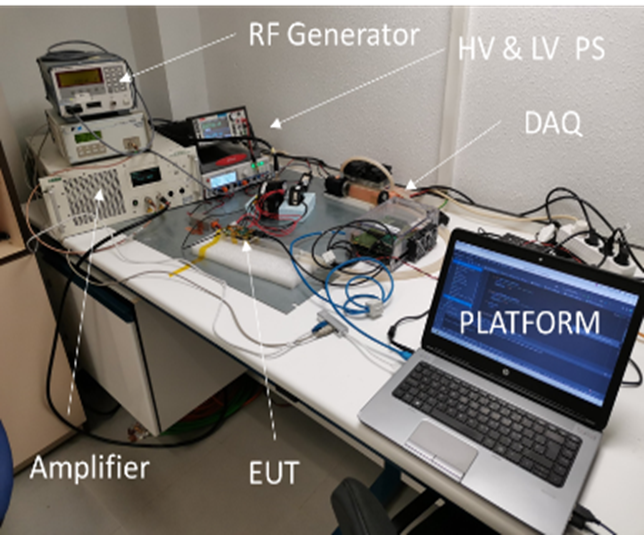 RF Generator
HV & LV PS
DAQ
PLATFORM
Amplifier
EUT